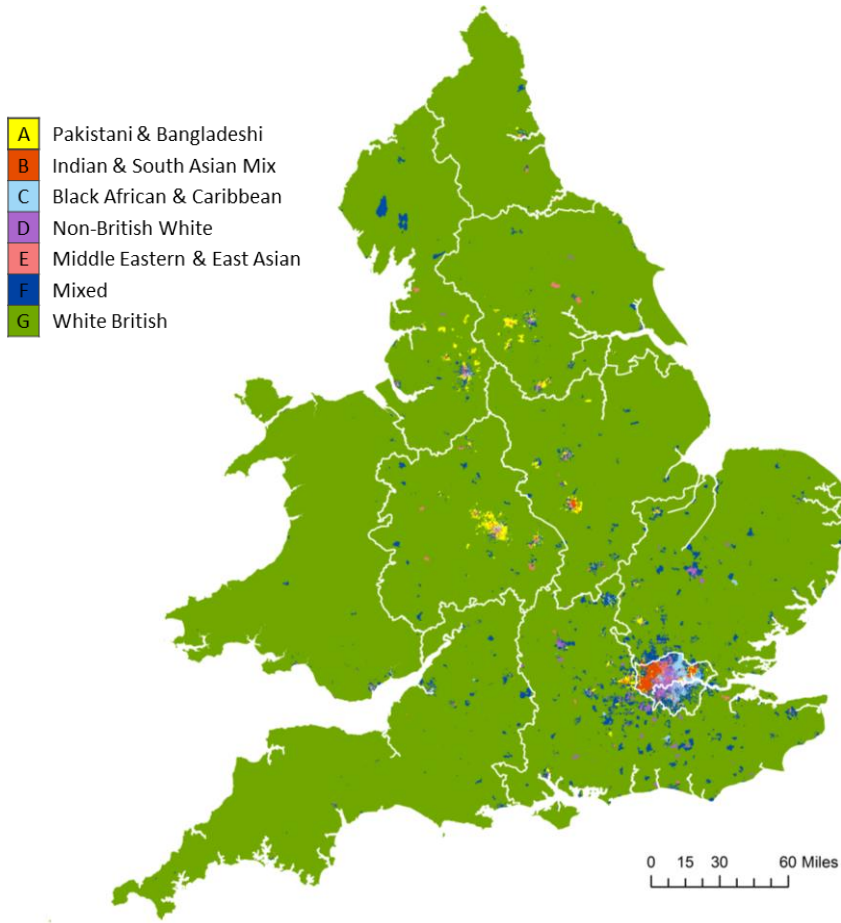 A Pakistani & Bangladeshi
B Indian & South Asian Mix
C Black African & Caribbean
D Non-British White
E Middle Eastern & East Asian
F Mixed
G White British
0 15 30 60 Miles